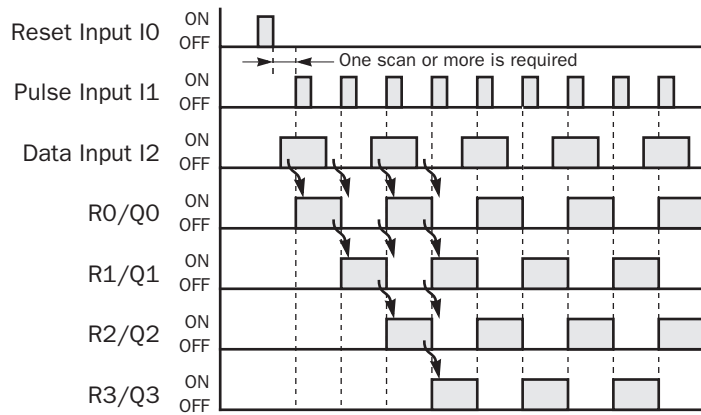 Reset Input I0 ON
OFF
One scan or more is required
Pulse Input I1 ON
OFF
Data Input I2 ON
OFF
R0/Q0 ON
OFF
R1/Q1 ON
OFF
R2/Q2 ON
OFF
R3/Q3 ON
OFF